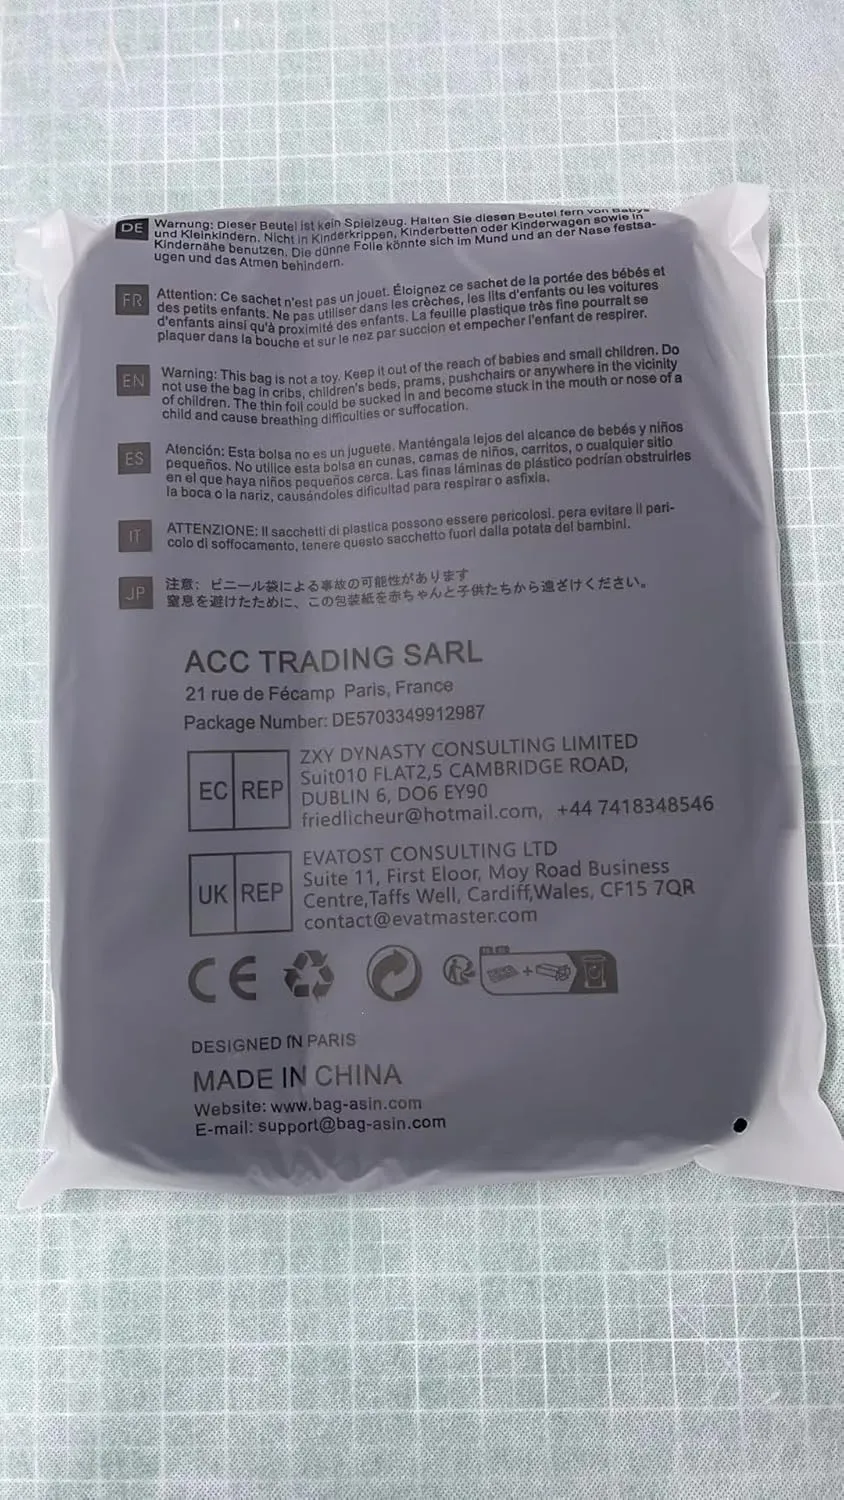 DE
Warnung: Dieser Beutel ist kein Spielzeug. Halten Sie diesen Beutel fern von Babys
und Kleinkindern. Nicht in Kinderkrippen, Kinderbetten oder Kinderwagen sowie in
Kindernähe benutzen. Die dünne Folie könnte sich im Mund und an der Nase festsa-
ugen und das Atmen behindern.
FR
Attention: Ce sachet n'est pas un jouet. Éloignez ce sachet de la portée des bébés et
des petits enfants. Ne pas utiliser dans les crèches, les lits d'enfants ou les voitures
d'enfants ainsi qu'à proximité des enfants. La feuille plastique très fine pourrait se
plaquer dans la bouche et sur le nez par succion et empecher l'enfant de respirer.
EN
Warning: This bag is not a toy. Keep it out of the reach of babies and small children. Do
not use the bag in cribs, children's beds, prams, pushchairs or anywhere in the vicinity
of children. The thin foil could be sucked in and become stuck in the mouth or nose of a
child and cause breathing difficulties or suffocation.
ES
Atención: Esta bolsa no es un juguete. Manténgala lejos del alcance de bebés y niños
pequeños. No utilice esta bolsa en cunas, camas de niños, carritos, o cualquier sitio
en el que haya niños pequeños cerca. Las finas láminas de plástico podrían obstruirles
la boca o la nariz, causándoles dificultad para respirar o asfixia.
IT
ATTENZIONE: Il sacchetti di plastica possono essere pericolosi. pera evitare il peri-
colo di soffocamento, tenere questo sacchetto fuori dalla potata del bambini.
JP
注意: ビニール袋による事故の可能性があります
窒息を避けたために、この包装紙を赤ちゃんと子供たちから遠ざけください。
ACC TRADING SARL
21 rue de Fécamp Paris, France
Package Number: DE5703349912987
EC REP
ZXY DYNASTY CONSULTING LIMITED
Suit010 FLAT2,5 CAMBRIDGE ROAD,
DUBLIN 6, DO6 EY90
friedlicheur@hotmail.com, +44 7418348546
UK REP
EVATOST CONSULTING LTD
Suite 11, First Eloor, Moy Road Business
Centre,Taffs Well, Cardiff,Wales, CF15 7QR
contact@evatmaster.com
CE
DESIGNED IN PARIS
MADE IN CHINA
Website: www.bag-asin.com
E-mail: support@bag-asin.com